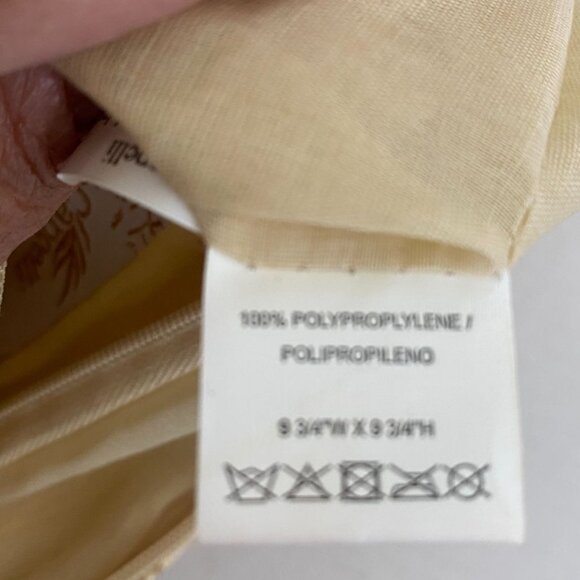 100% POLYPROPLYLENE /
POLIPROPILENO
9 3/4"W X 9 3/4"H